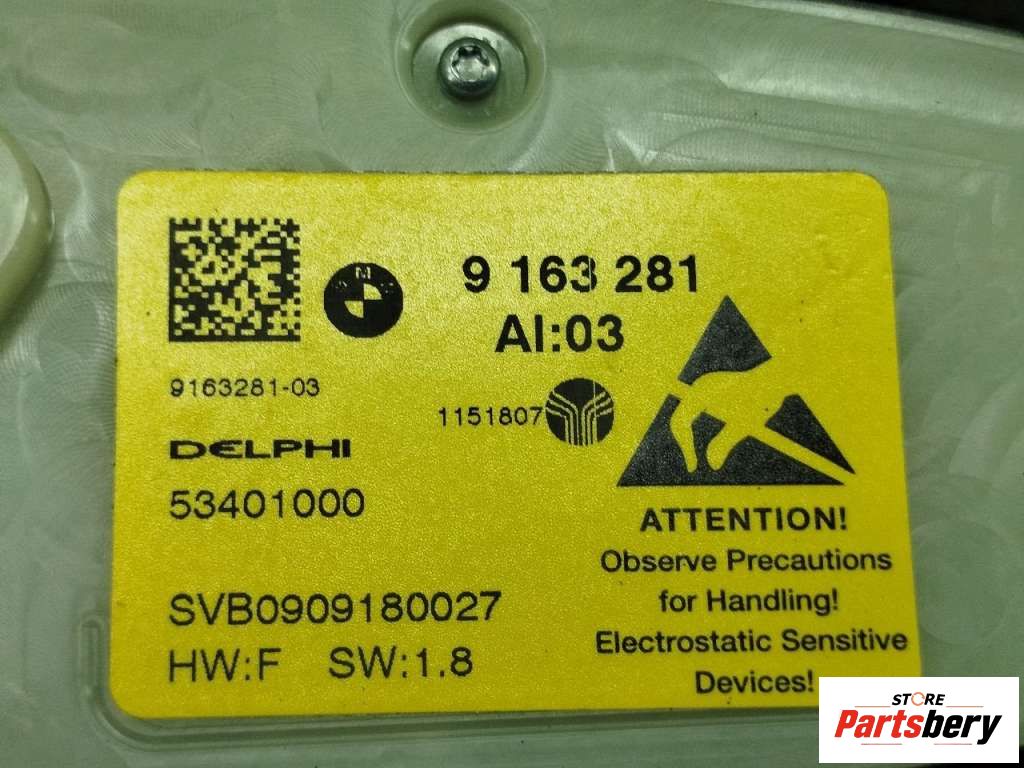 9 163 281
AI:03
9163281-03
1151807
DELPHI
53401000
ATTENTION!
Observe Precautions
for Handling!
Electrostatic Sensitive
Devices!
SVB0909180027
HW:F SW:1.8
STORE
Partsbery